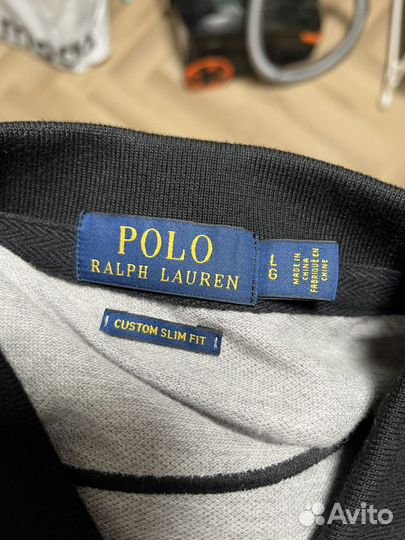 POLO
RALPH LAUREN
L
G
MADE IN
CHINA
FABRIQUÉ EN
CHINE
CUSTOM SLIM FIT
Avito